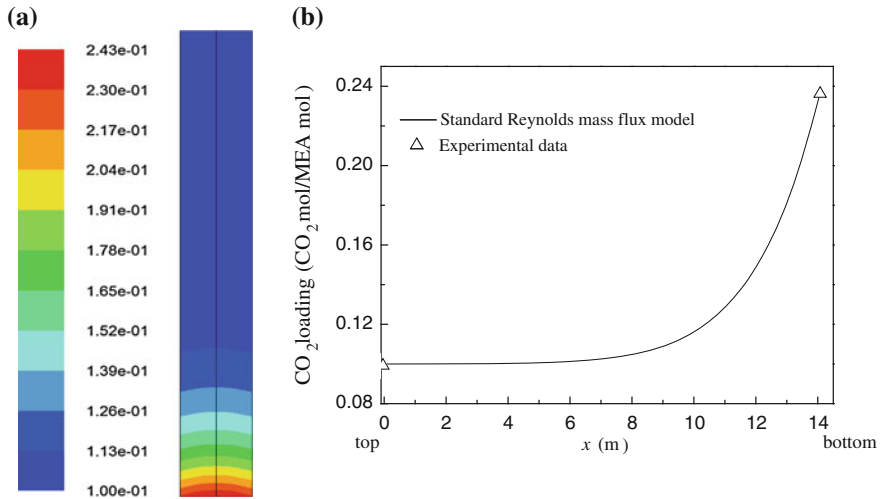 (a)
2.43e-01
2.30e-01
2.17e-01
2.04e-01
1.91e-01
1.78e-01
1.65e-01
1.52e-01
1.39e-01
1.26e-01
1.13e-01
1.00e-01
(b)
CO2 loading (CO2 mol/MEA mol)
0.24
0.20
0.16
0.12
0.08
Standard Reynolds mass flux model
Experimental data
0 2 4 6 8 10 12 14
top x (m) bottom